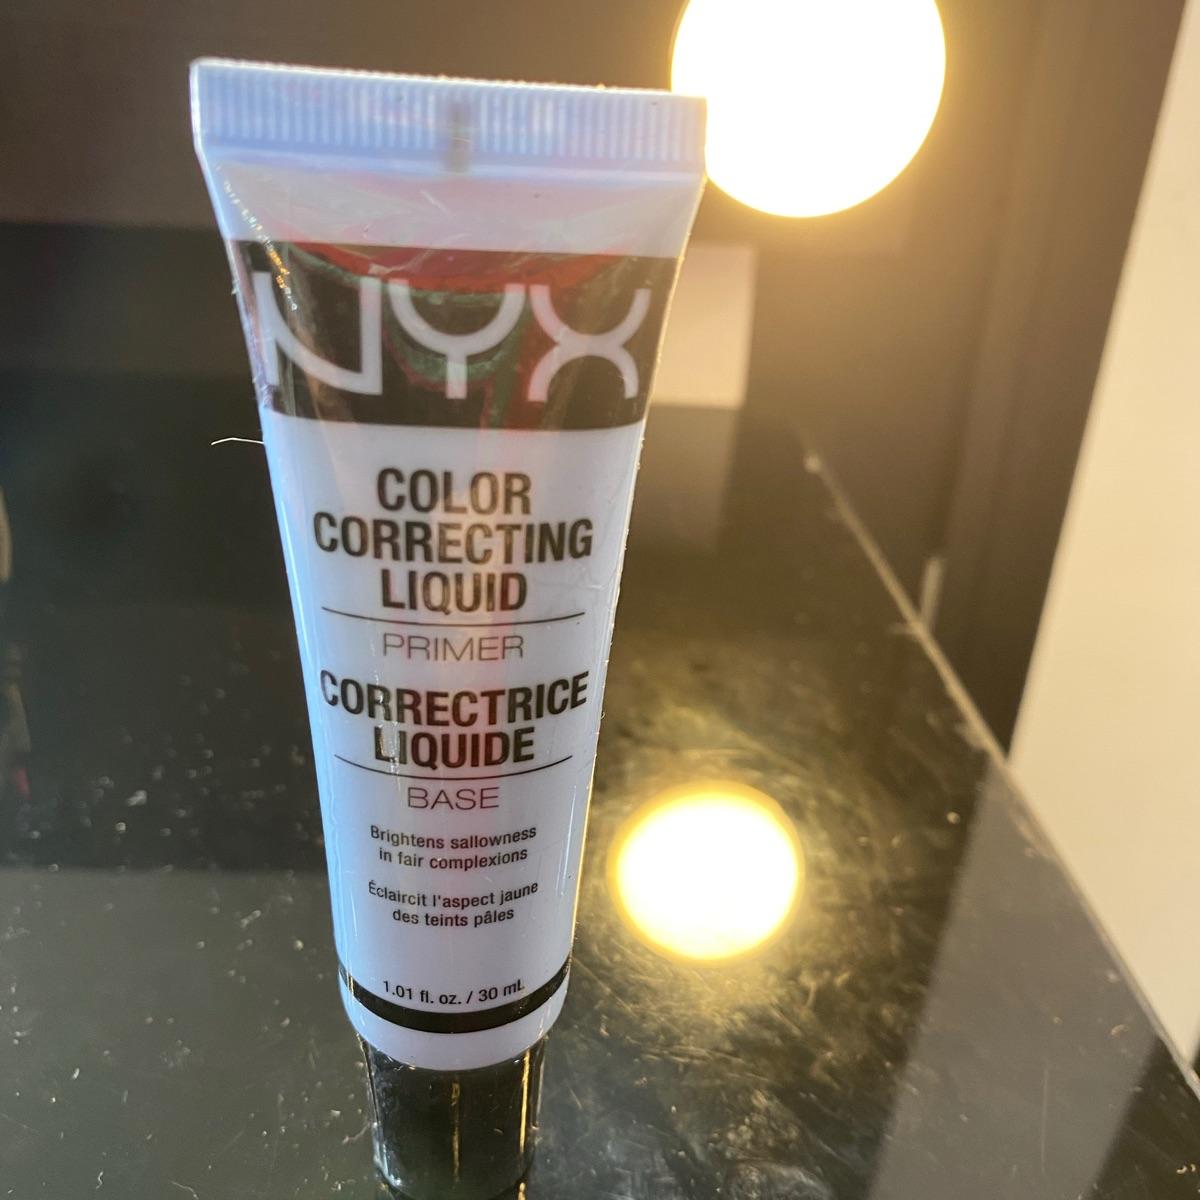 NYX
COLOR
CORRECTING
LIQUID
PRIMER
CORRECTRICE
LIQUIDE
BASE
Brightens sallowness
in fair complexions
Éclaircit l'aspect jaune
des teints pâles
1.01 fl. oz. / 30 mL